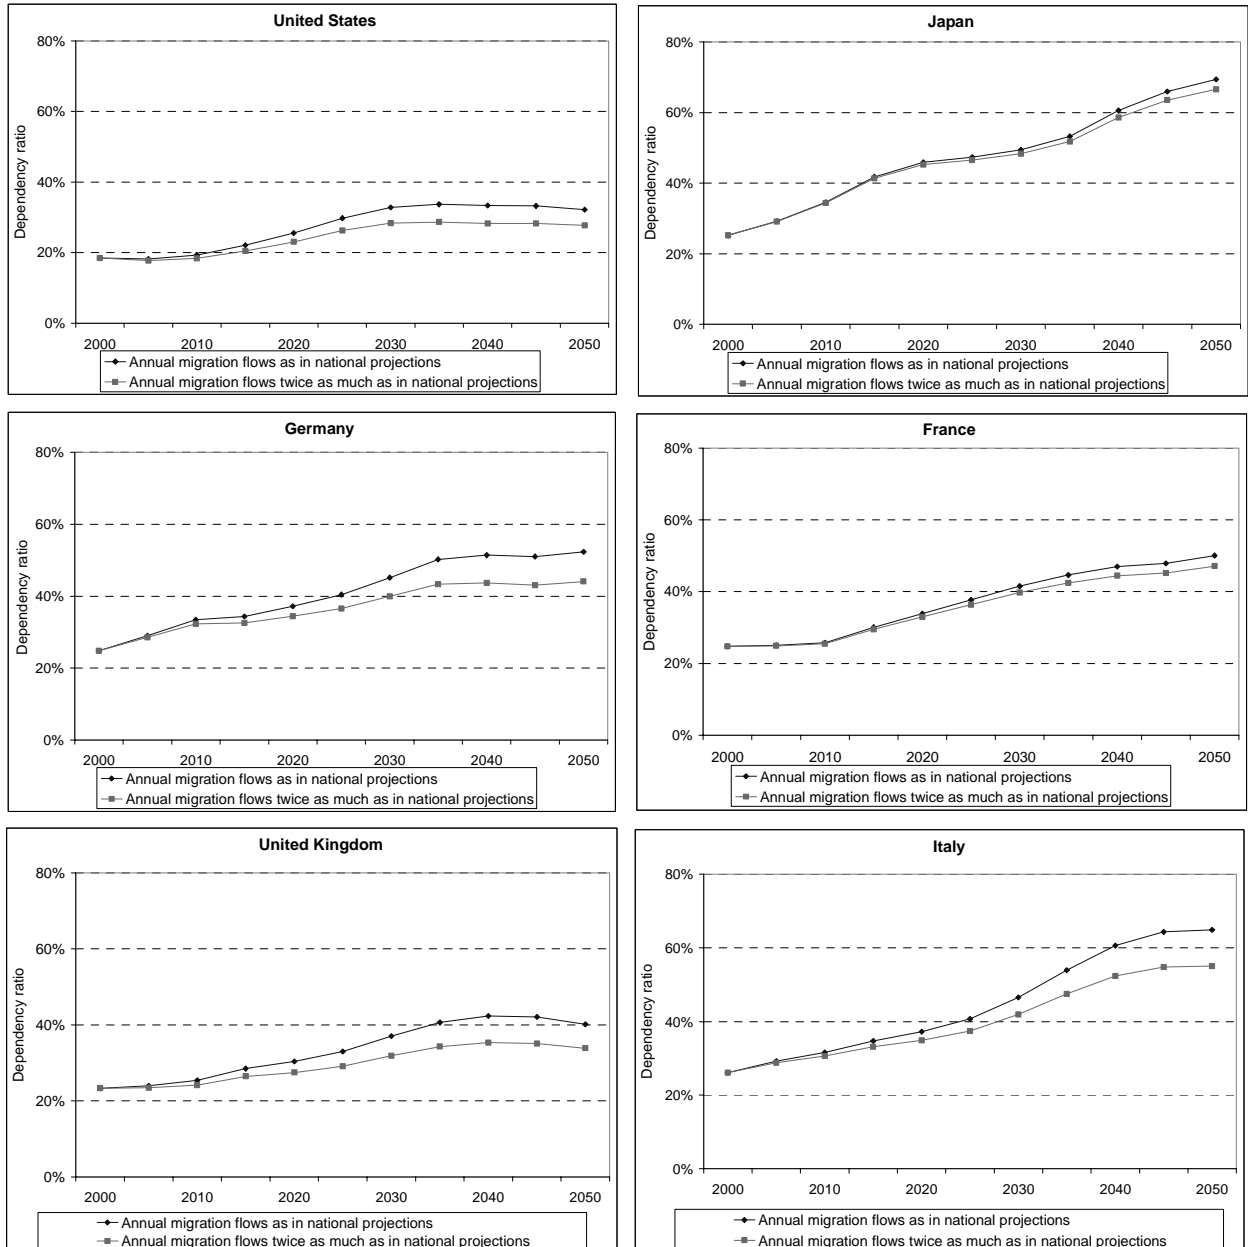 United States
80%
60%
40%
20%
0%
Dependency ratio
2000 2010 2020 2030 2040 2050
Annual migration flows as in national projections
Annual migration flows twice as much as in national projections
Japan
80%
60%
40%
20%
0%
Dependency ratio
2000 2010 2020 2030 2040 2050
Annual migration flows as in national projections
Annual migration flows twice as much as in national projections
Germany
80%
60%
40%
20%
0%
Dependency ratio
2000 2010 2020 2030 2040 2050
Annual migration flows as in national projections
Annual migration flows twice as much as in national projections
France
80%
60%
40%
20%
0%
Dependency ratio
2000 2010 2020 2030 2040 2050
Annual migration flows as in national projections
Annual migration flows twice as much as in national projections
United Kingdom
80%
60%
40%
20%
0%
Dependency ratio
2000 2010 2020 2030 2040 2050
Annual migration flows as in national projections
Annual migration flows twice as much as in national projections
Italy
80%
60%
40%
20%
0%
Dependency ratio
2000 2010 2020 2030 2040 2050
Annual migration flows as in national projections
Annual migration flows twice as much as in national projections